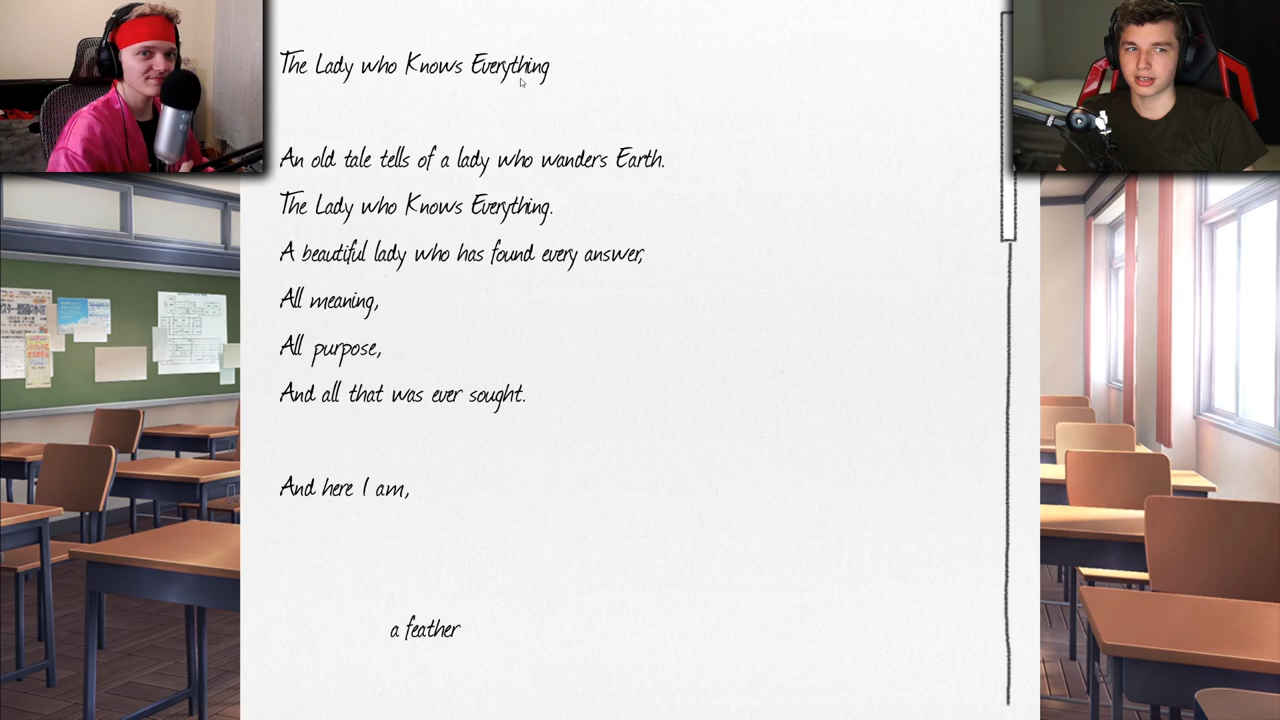 The Lady who Knows Everything
An old tale tells of a lady who wanders Earth.
The Lady who Knows Everything.
A beautiful lady who has found every answer,
All meaning,
All purpose,
And all that was ever sought.
And here I am,
a feather